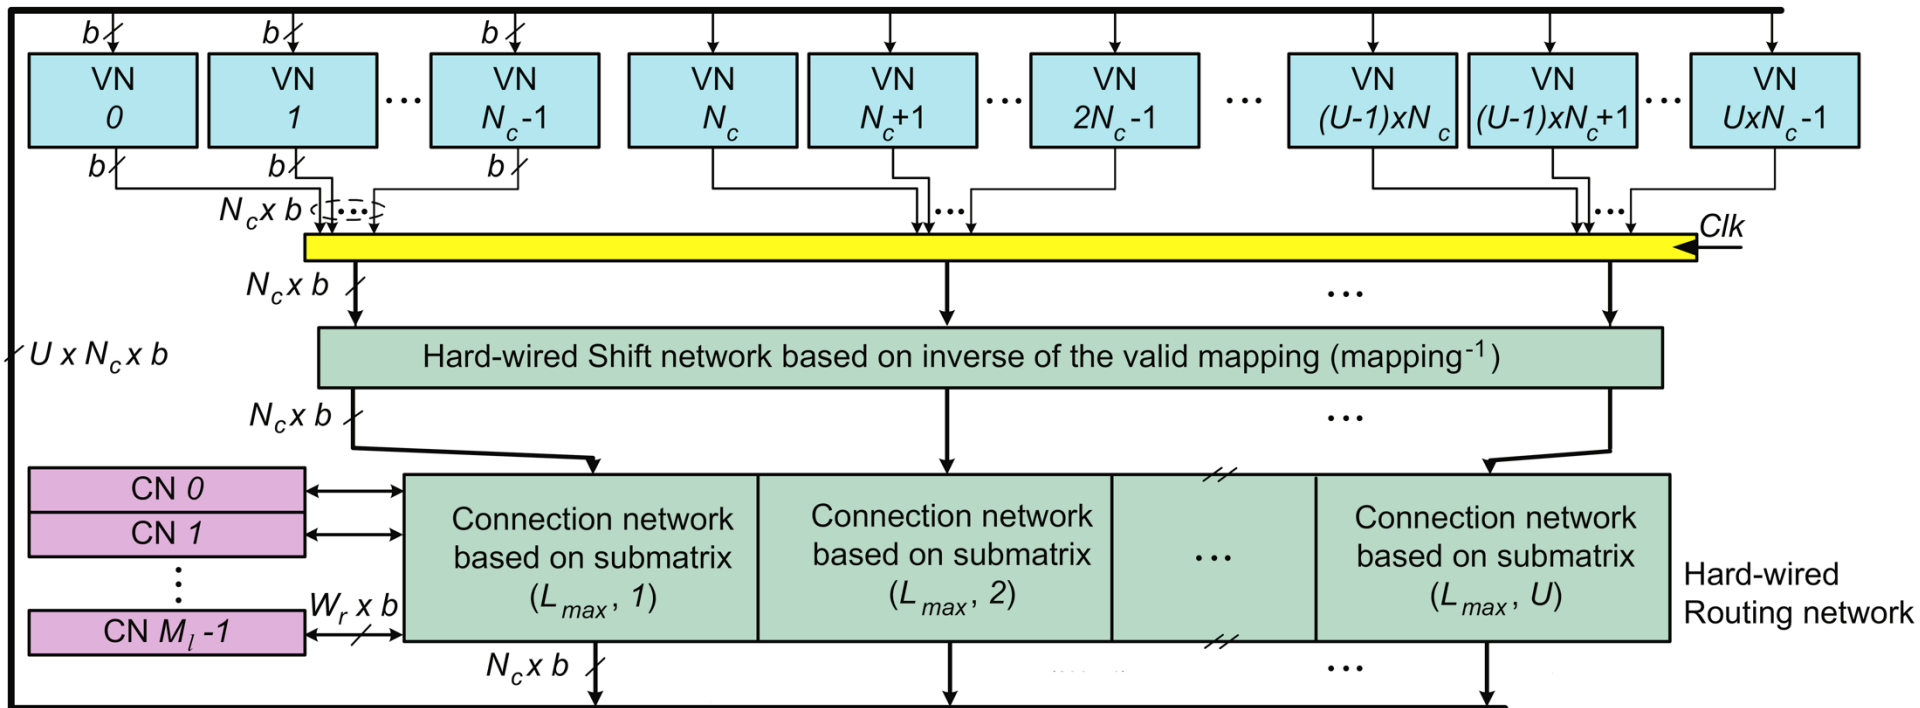 b b b
VN VN ... VN VN VN ... VN ... VN VN ... VN
0 1 N_c-1 N_c N_c+1 2N_c-1 (U-1)xN_c (U-1)xN_c+1 UxN_c-1
b b b
N_c x b ... ... ...
Clk
N_c x b ...
U x N_c x b
Hard-wired Shift network based on inverse of the valid mapping (mapping^-1)
N_c x b ...
CN 0
CN 1
⋮
CN M_l -1
W_r x b
Connection network
based on submatrix
(L_max, 1)
Connection network
based on submatrix
(L_max, 2)
...
Connection network
based on submatrix
(L_max, U)
Hard-wired
Routing network
N_c x b ...